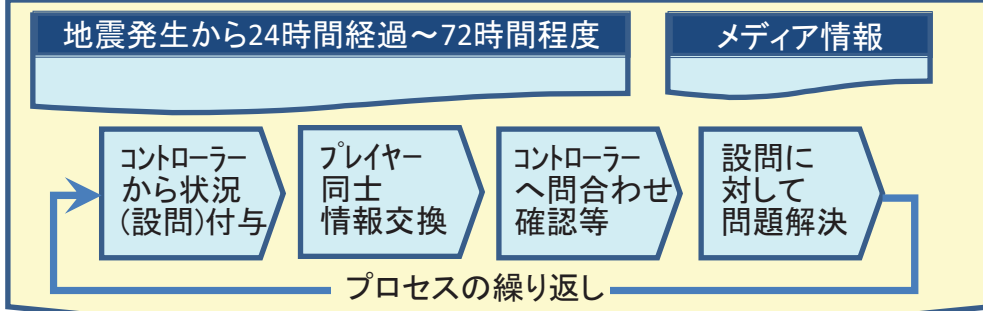 地震発生から24時間経過～72時間程度
メディア情報
コントローラー
から状況
(設問)付与
プレイヤー
同士
情報交換
コントローラー
へ問合わせ
確認等
設問に
対して
問題解決
プロセスの繰り返し